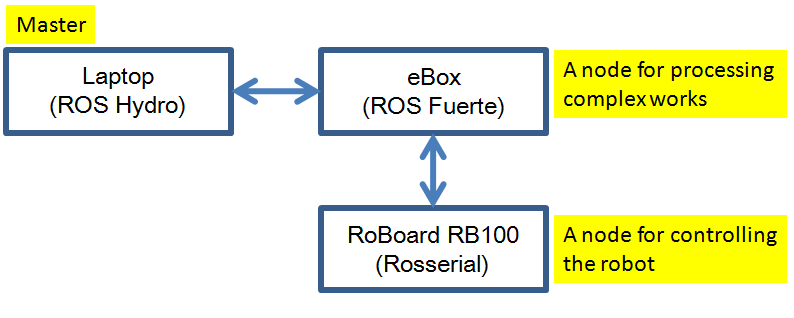 Master
Laptop
(ROS Hydro)
eBox
(ROS Fuerte)
A node for processing
complex works
RoBoard RB100
(Rosserial)
A node for controlling
the robot